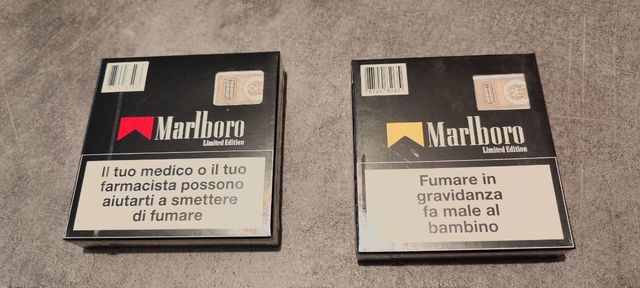 Marlboro
Limited Edition
Il tuo medico o il tuo
farmacista possono
aiutarti a smettere
di fumare
Marlboro
Limited Edition
Fumare in
gravidanza
fa male al
bambino